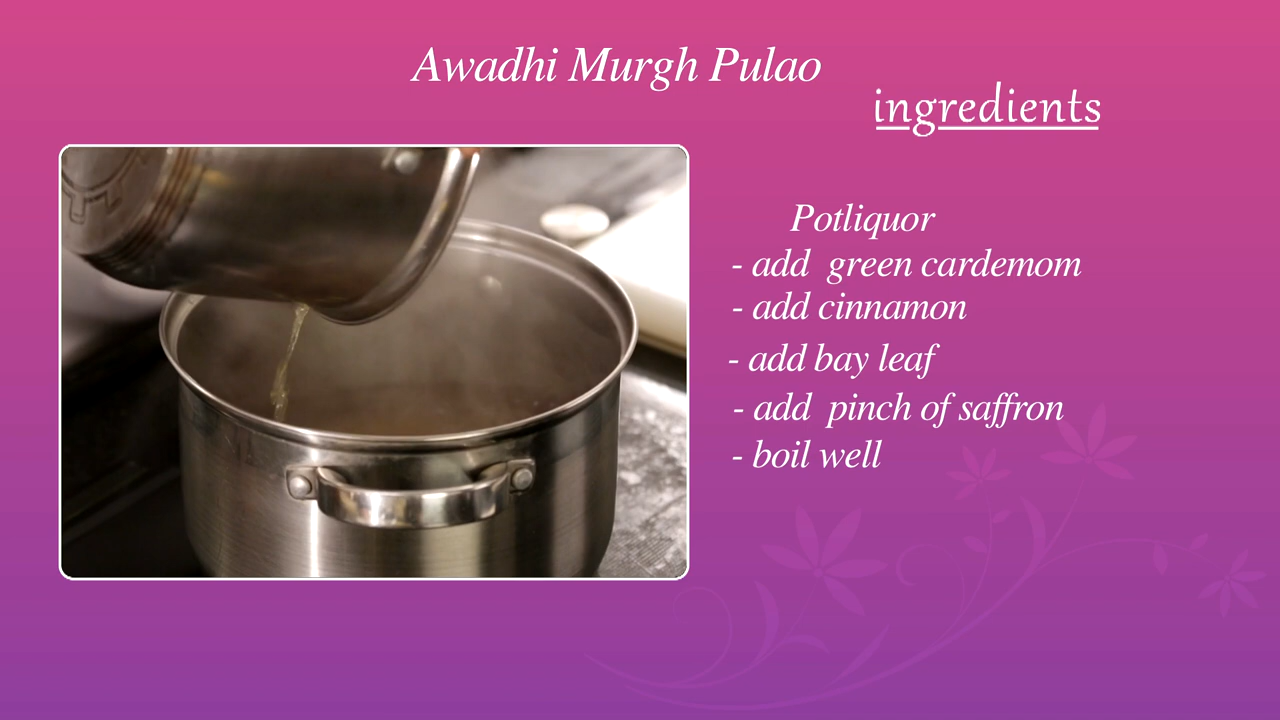 Awadhi Murgh Pulao
ingredients
Potliquor
- add green cardemom
- add cinnamon
- add bay leaf
- add pinch of saffron
- boil well